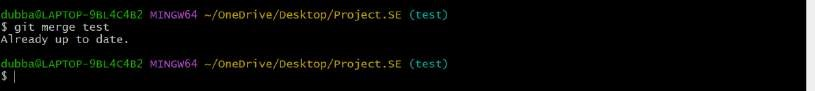 dubba@LAPTOP-9BL4C4B2 MINGW64 ~/OneDrive/Desktop/Project.SE (test)
$ git merge test
Already up to date.
dubba@LAPTOP-9BL4C4B2 MINGW64 ~/OneDrive/Desktop/Project.SE (test)
$